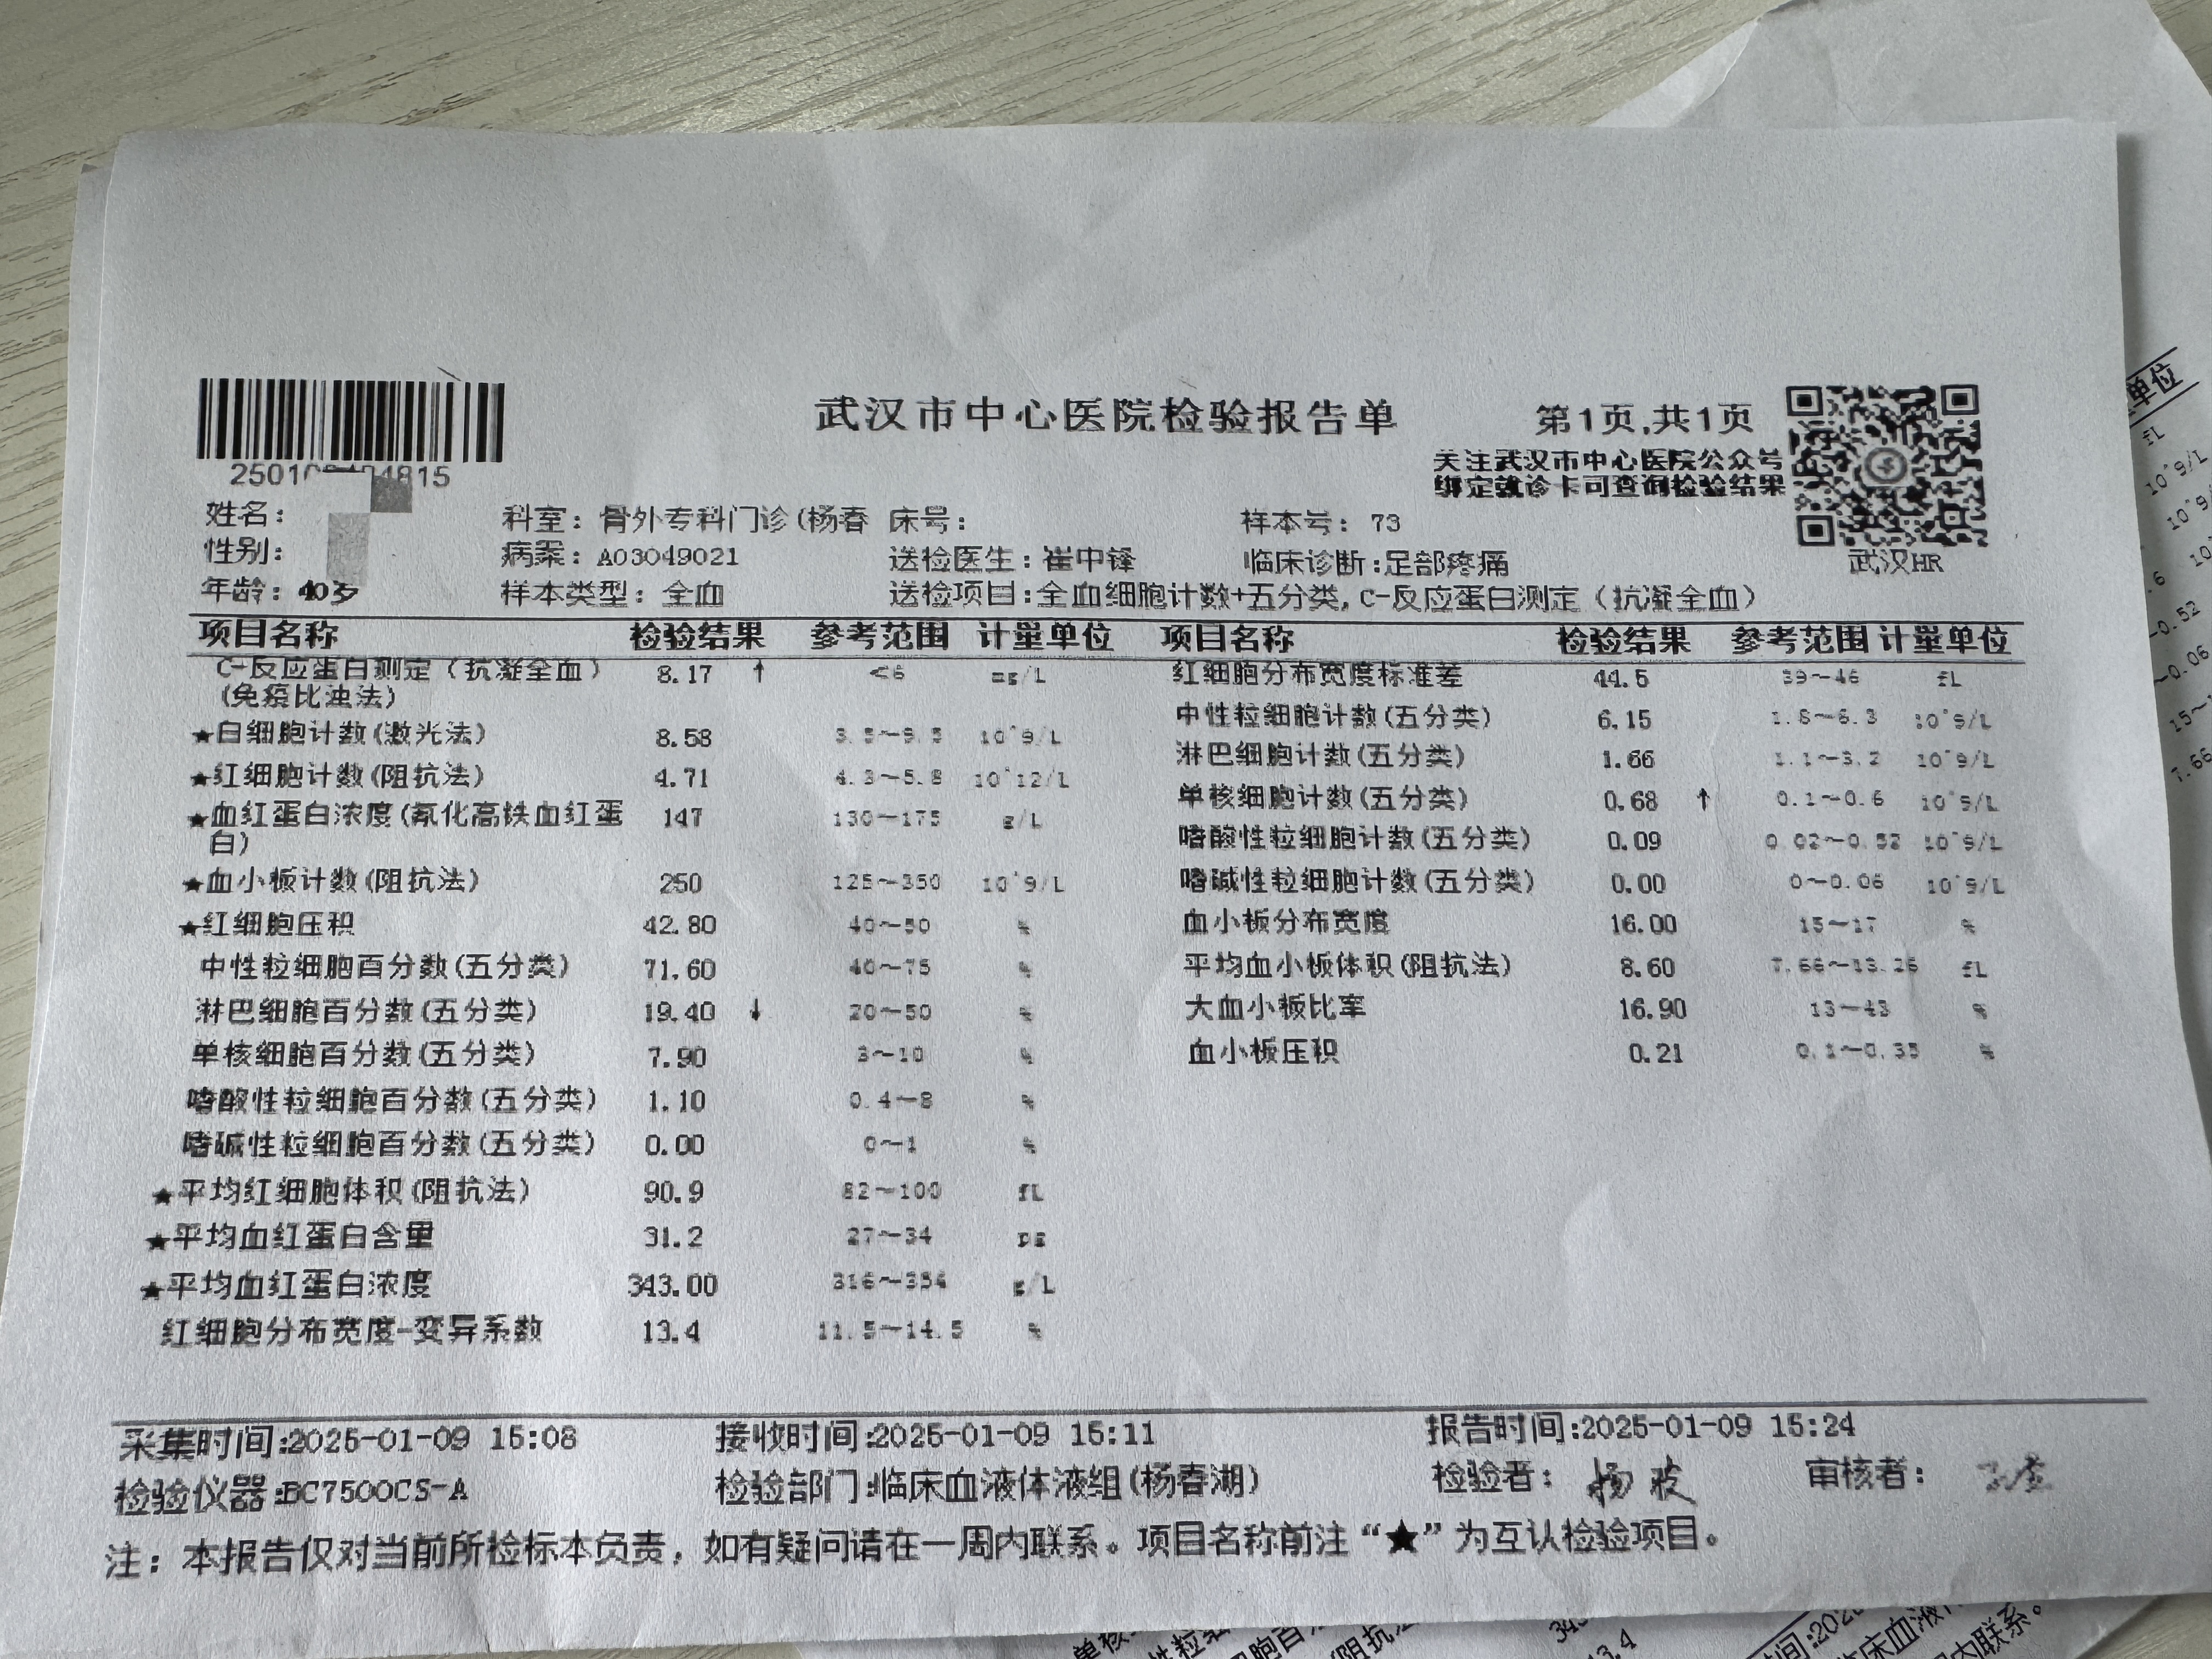 武汉市中心医院检验报告单
第1页,共1页
关注武汉市中心医院公众号
绑定就诊卡可查询检验结果
武汉HR
4815
姓名:
科室: 骨外专科门诊(杨春
床号:
样本号: 73
性别:
病案: A03049021
送检医生: 崔中锋
临床诊断:足部疼痛
年龄: 40岁
样本类型: 全血
送检项目:全血细胞计数+五分类,C-反应蛋白测定(抗凝全血)
项目名称 检验结果 参考范围 计量单位 项目名称 检验结果 参考范围 计量单位
C-反应蛋白测定(抗凝全血)(免疫比浊法) 8.17 ↑ <6 mg/L 红细胞分布宽度标准差 44.5 39~46 fL
★白细胞计数(激光法) 8.58 3.5~9.5 10^9/L 中性粒细胞计数(五分类) 6.15 1.8~6.3 10^9/L
★红细胞计数(阻抗法) 4.71 4.3~5.8 10^12/L 淋巴细胞计数(五分类) 1.66 1.1~3.2 10^9/L
★血红蛋白浓度(氰化高铁血红蛋白) 147 130~175 g/L 单核细胞计数(五分类) 0.68 ↑ 0.1~0.6 10^9/L
嗜酸性粒细胞计数(五分类) 0.09 0.02~0.52 10^9/L
★血小板计数(阻抗法) 250 125~350 10^9/L 嗜碱性粒细胞计数(五分类) 0.00 0~0.06 10^9/L
★红细胞压积 42.80 40~50 % 血小板分布宽度 16.00 15~17 %
中性粒细胞百分数(五分类) 71.60 40~75 % 平均血小板体积(阻抗法) 8.60 7.66~13.26 fL
淋巴细胞百分数(五分类) 19.40 ↓ 20~50 % 大血小板比率 16.90 13~43 %
单核细胞百分数(五分类) 7.90 3~10 % 血小板压积 0.21 0.1~0.35 %
嗜酸性粒细胞百分数(五分类) 1.10 0.4~8 %
嗜碱性粒细胞百分数(五分类) 0.00 0~1 %
★平均红细胞体积(阻抗法) 90.9 82~100 fL
★平均血红蛋白含量 31.2 27~34 pg
★平均血红蛋白浓度 343.00 316~354 g/L
红细胞分布宽度-变异系数 13.4 11.5~14.5 %
采集时间:2025-01-09 15:08 接收时间:2025-01-09 15:11 报告时间:2025-01-09 15:24
检验仪器:BC7500CS-A 检验部门:临床血液体液组(杨春湖) 检验者: 审核者:
注: 本报告仅对当前所检标本负责, 如有疑问请在一周内联系。项目名称前注“★”为互认检验项目。